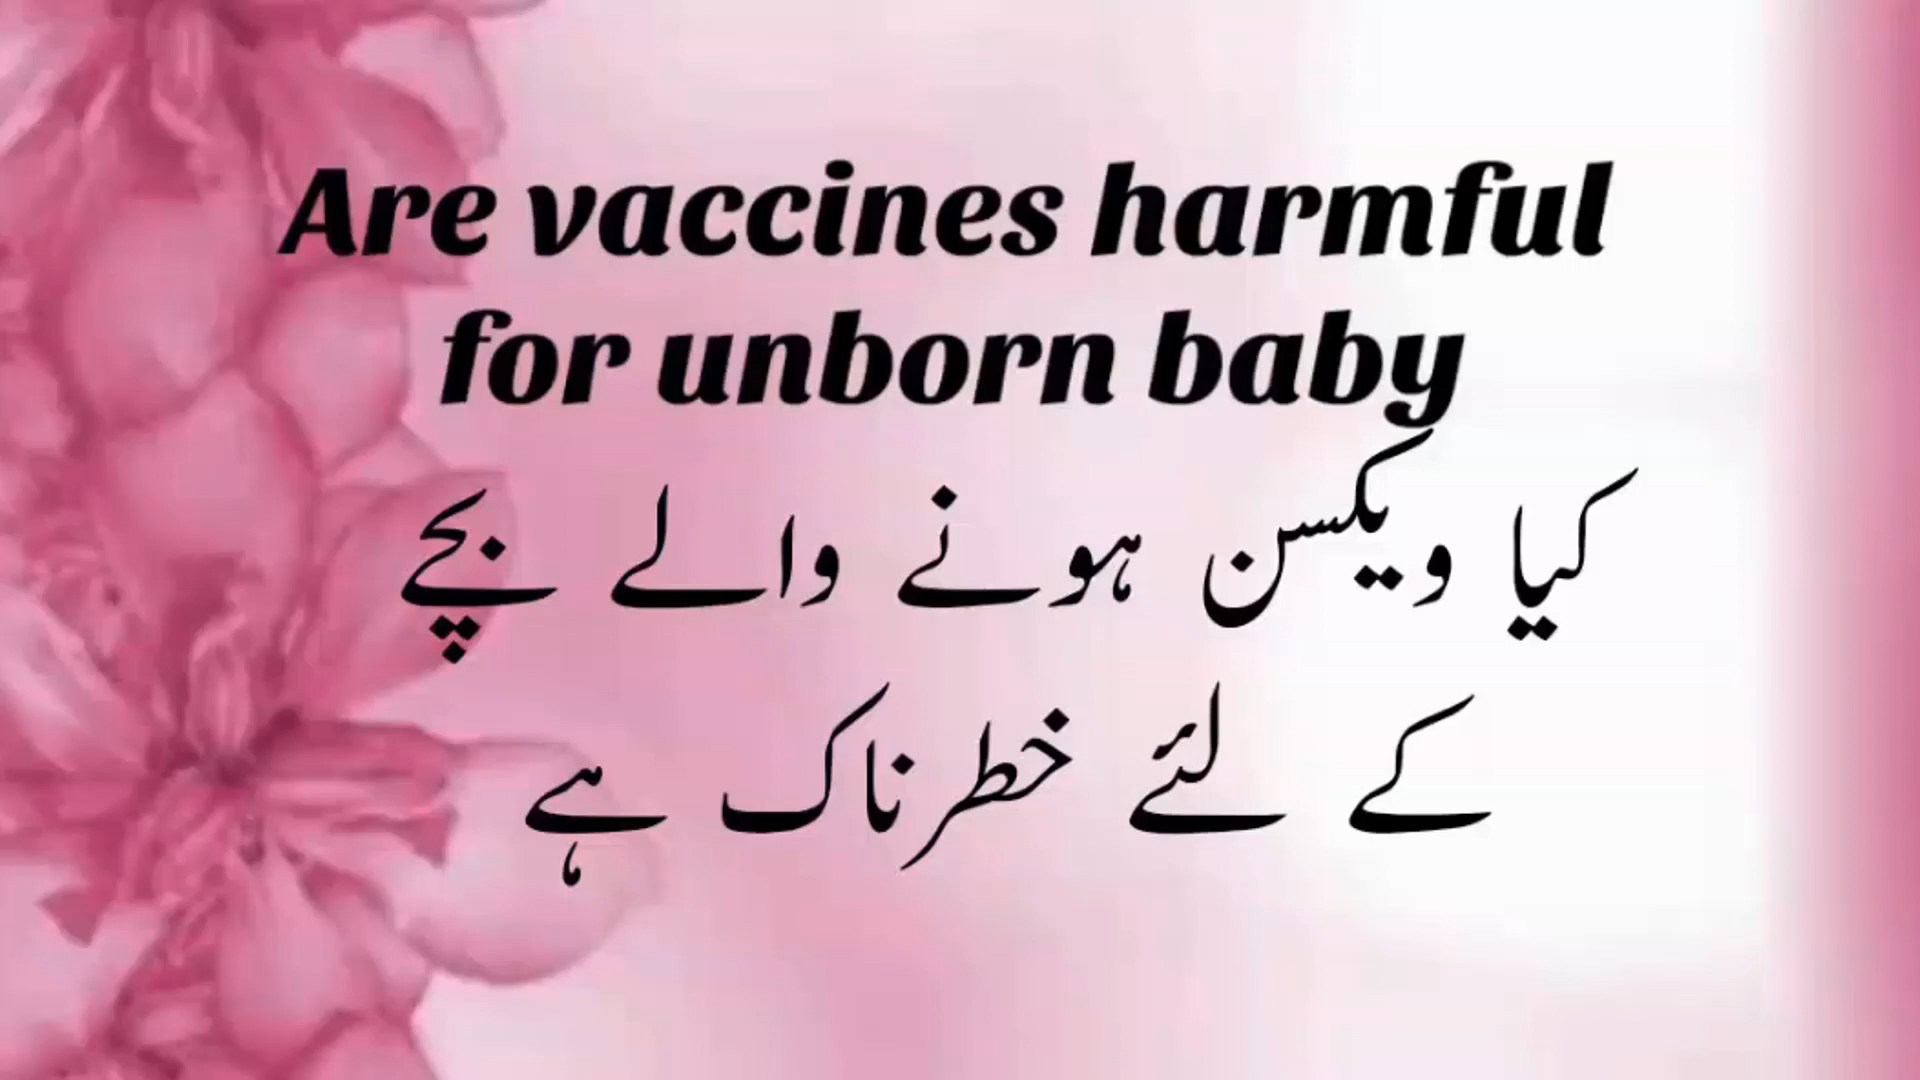 Are vaccines harmful
for unborn baby
کیا ویکسن ہونے والے بچے
کے لئے خطرناک ہے